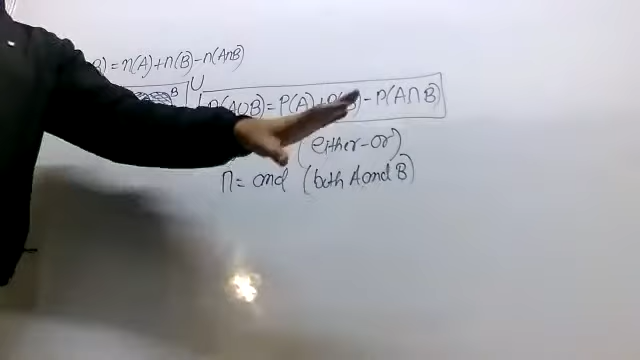 B) = n(A) + n(B) - n(A∩B)
B U
P(A∪B) = P(A) + P(B) - P(A∩B)
(either-or)
∩ = and (both A and B)